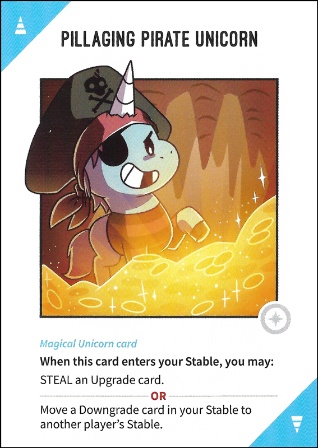 PILLAGING PIRATE UNICORN
Magical Unicorn card
When this card enters your Stable, you may:
STEAL an Upgrade card.
OR
Move a Downgrade card in your Stable to
another player's Stable.